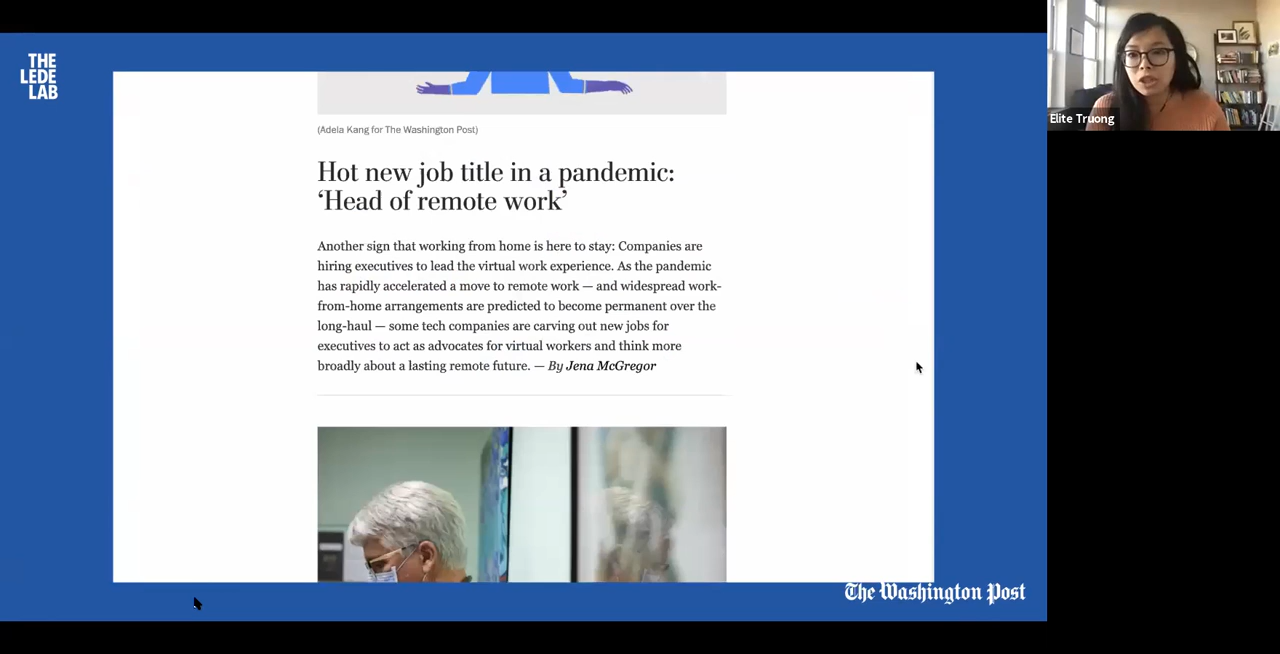 THE
LEDE
LAB
Elite Truong
(Adela Kang for The Washington Post)
Hot new job title in a pandemic:
‘Head of remote work’
Another sign that working from home is here to stay: Companies are
hiring executives to lead the virtual work experience. As the pandemic
has rapidly accelerated a move to remote work — and widespread work-
from-home arrangements are predicted to become permanent over the
long-haul — some tech companies are carving out new jobs for
executives to act as advocates for virtual workers and think more
broadly about a lasting remote future. — By Jena McGregor
The Washington Post